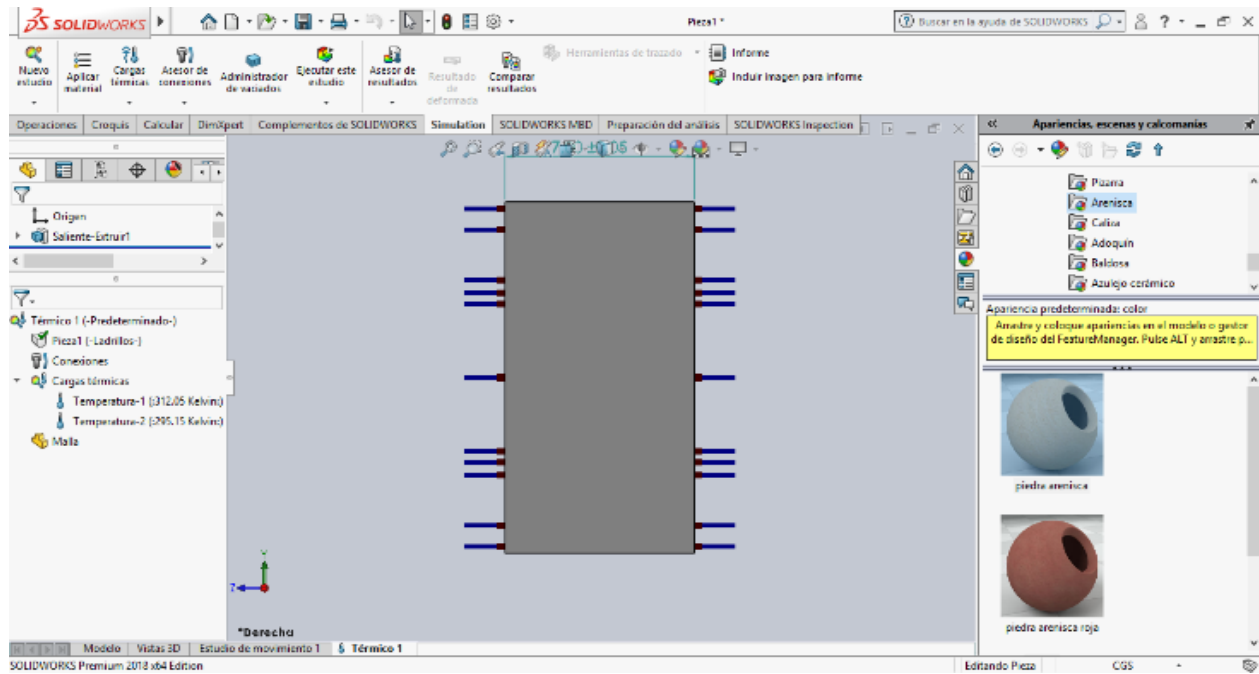 SOLIDWORKS
Pieza1 *
Buscar en la ayuda de SOLIDWORKS
Nuevo estudio
Aplicar material
Cargas térmicas
Asesor de conexiones
Administrador de variados
Ejecutar este estudio
Asesor de resultados
Resultado de deformada
Comparar resultados
Herramientas de trazado
Informe
Incluir imagen para informe
Operaciones
Croquis
Calcular
DimXpert
Complementos de SOLIDWORKS
Simulation
SOLIDWORKS MBD
Preparación del análisis
SOLIDWORKS Inspection
Apariencias, escenas y calcomanías
Origen
Saliente-Extruir1
Térmico 1 (-Predeterminado-)
Pieza1 (-Ladrillos-)
Conexiones
Cargas térmicas
Temperatura-1 (:312.05 Kelvin:)
Temperatura-2 (:295.15 Kelvin:)
Malla
Y
Z
*Derecha
Pizarra
Arenisca
Caliza
Adoquín
Baldosa
Azulejo cerámico
Apariencia predeterminada: color
Arrastre y coloque apariencias en el modelo o gestor
de diseño del FeatureManager. Pulse ALT y arrastre p...
piedra arenisca
piedra arenisca roja
Modelo
Vistas 3D
Estudio de movimiento 1
Térmico 1
SOLIDWORKS Premium 2018 x64 Edition
Editando Pieza
CGS